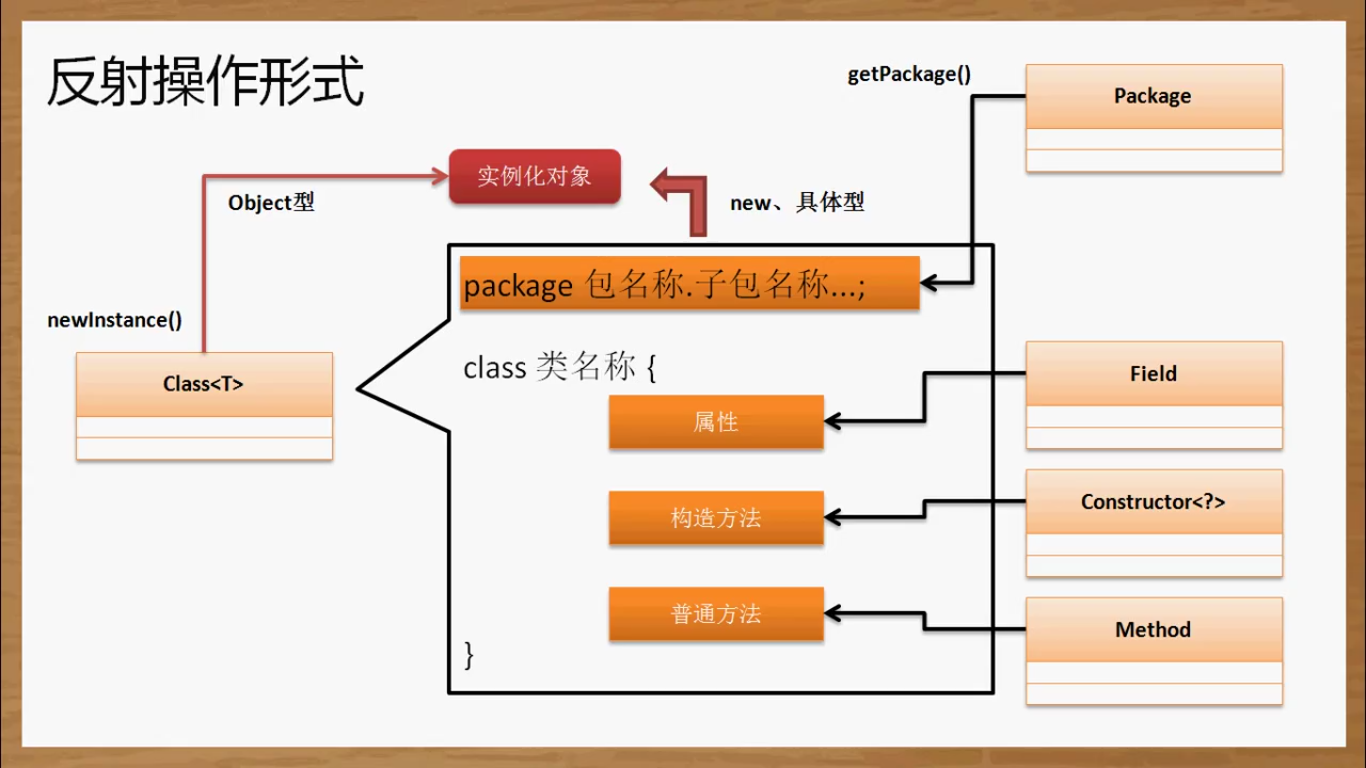 反射操作形式
getPackage()
Package
实例化对象
Object型
new、具体型
package 包名称.子包名称...;
newInstance()
Class<T>
class 类名称 {
属性
Field
构造方法
Constructor<?>
普通方法
Method
}